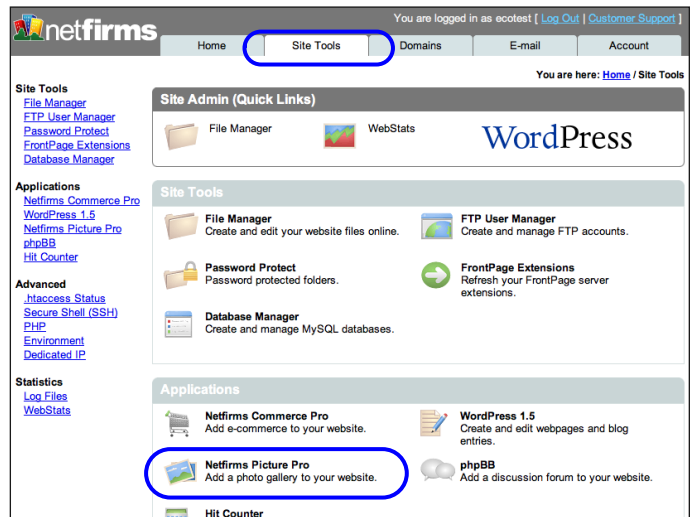 netfirms
You are logged in as ecotest [ Log Out | Customer Support ]
Home
Site Tools
Domains
E-mail
Account
You are here: Home / Site Tools
Site Tools
File Manager
FTP User Manager
Password Protect
FrontPage Extensions
Database Manager
Applications
Netfirms Commerce Pro
WordPress 1.5
Netfirms Picture Pro
phpBB
Hit Counter
Advanced
.htaccess Status
Secure Shell (SSH)
PHP
Environment
Dedicated IP
Statistics
Log Files
WebStats
Site Admin (Quick Links)
File Manager
WebStats
WordPress
Site Tools
File Manager
Create and edit your website files online.
FTP User Manager
Create and manage FTP accounts.
Password Protect
Password protected folders.
FrontPage Extensions
Refresh your FrontPage server
extensions.
Database Manager
Create and manage MySQL databases.
Applications
Netfirms Commerce Pro
Add e-commerce to your website.
WordPress 1.5
Create and edit webpages and blog
entries.
Netfirms Picture Pro
Add a photo gallery to your website.
phpBB
Add a discussion forum to your website.
Hit Counter